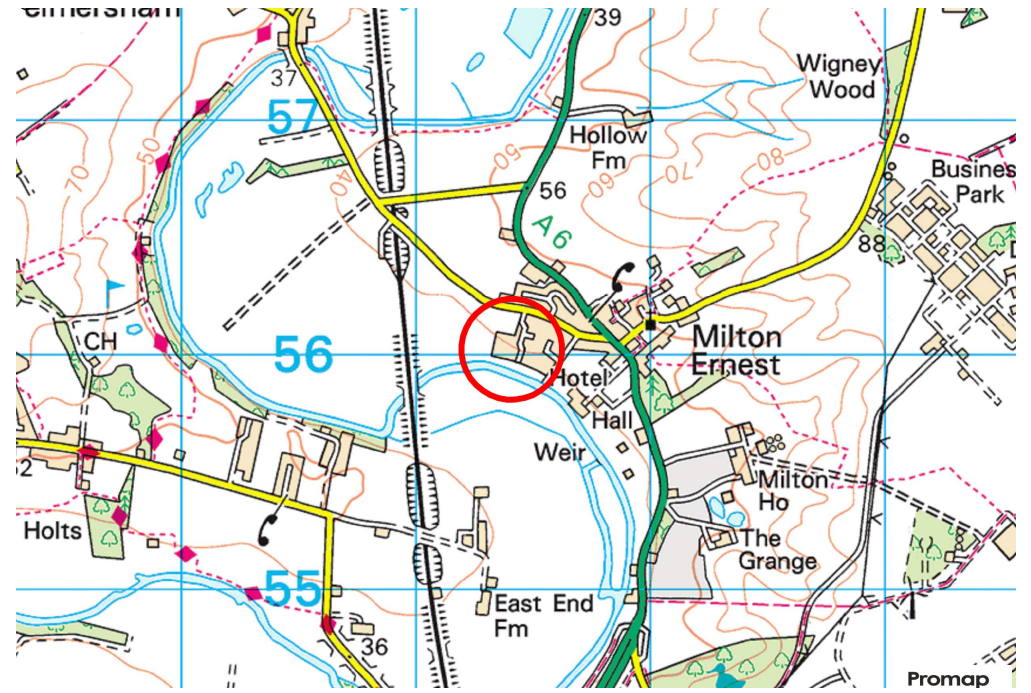 39
37
57
50
70
40
Wigney
Wood
Hollow
Fm
50
60
70
80
56
A6
Business
Park
88
CH
56
Milton
Ernest
Hotel
Hall
Weir
2
Milton
Ho
Holts
The
Grange
55
East End
Fm
36
Promap